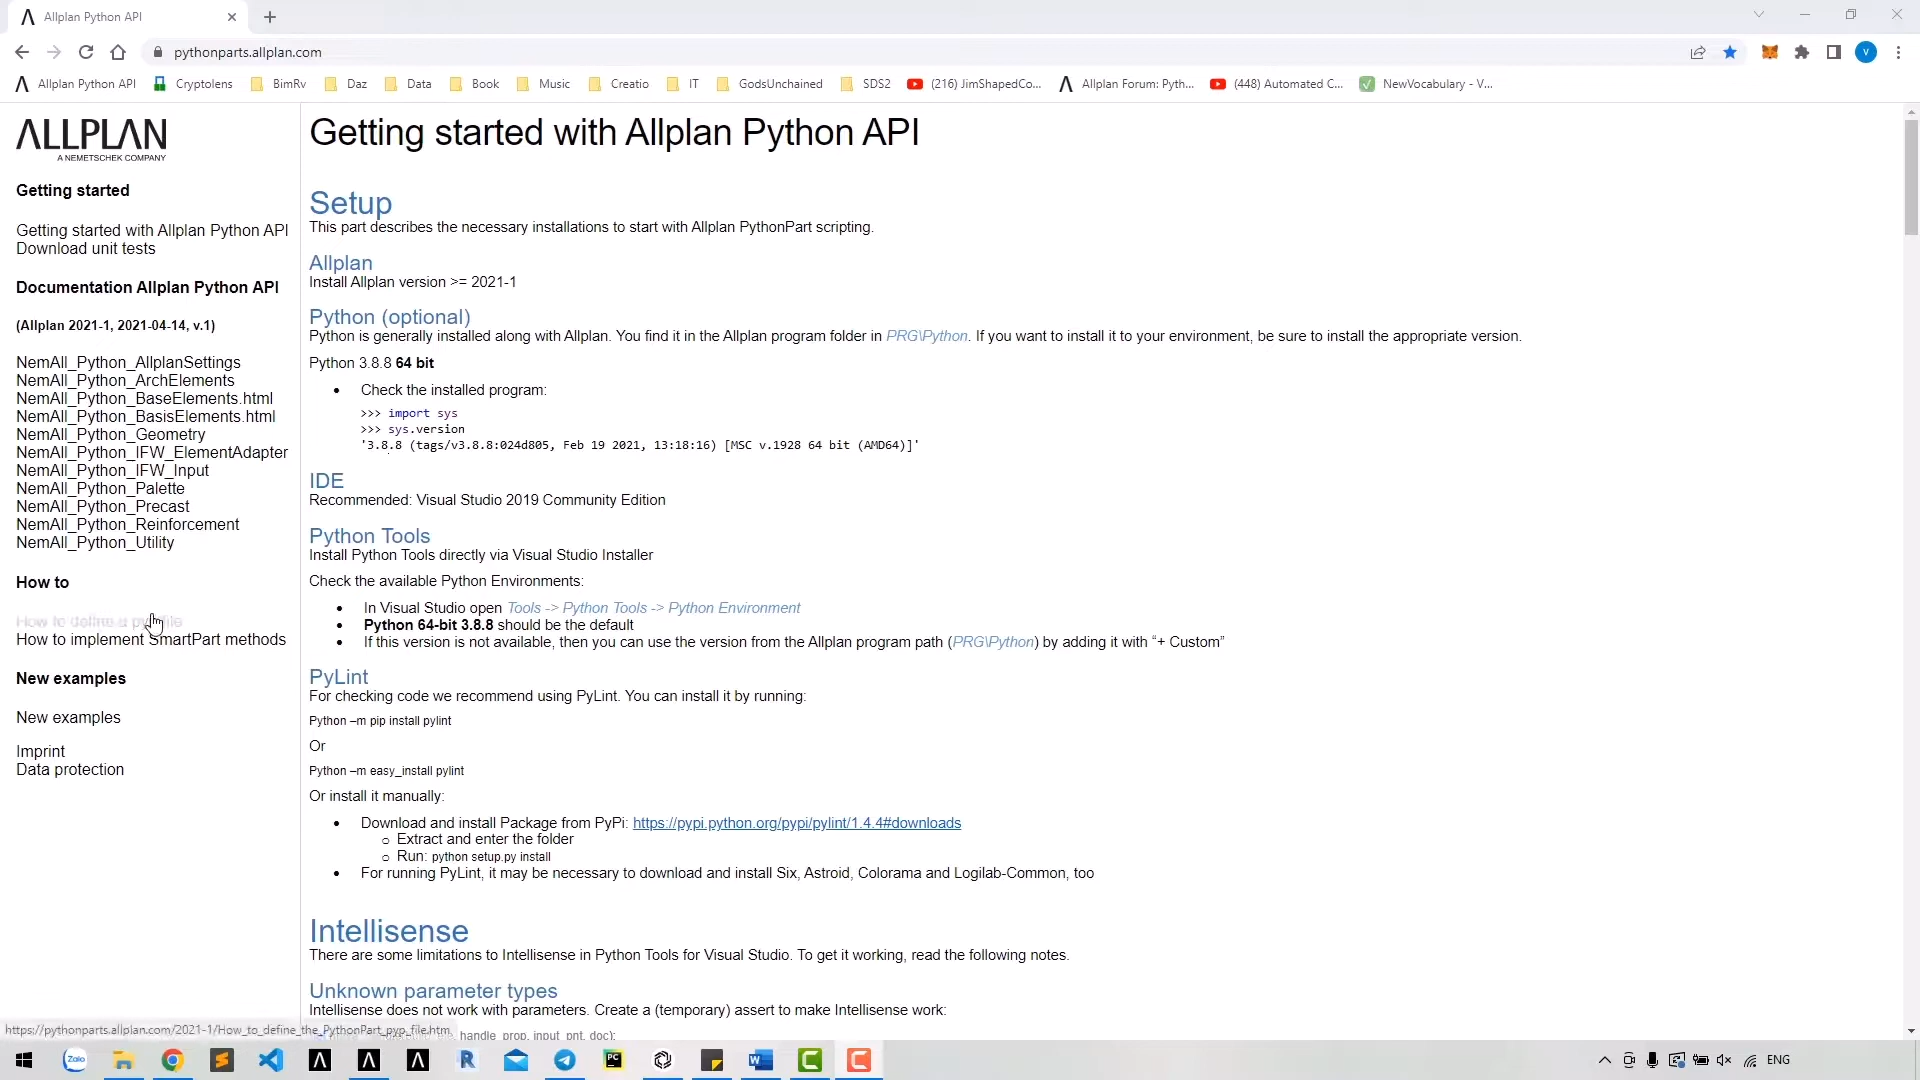 Allplan Python API
pythonparts.allplan.com
V
Allplan Python API
Cryptolens
BimRv
Daz
Data
Book
Music
Creatio
IT
GodsUnchained
SDS2
(216) JimShapedCo...
Allplan Forum: Pyth...
(448) Automated C...
NewVocabulary - V...
ALLPLAN
A NEMETSCHEK COMPANY
Getting started
Getting started with Allplan Python API
Download unit tests
Documentation Allplan Python API
(Allplan 2021-1, 2021-04-14, v.1)
NemAll_Python_AllplanSettings
NemAll_Python_ArchElements
NemAll_Python_BaseElements.html
NemAll_Python_BasisElements.html
NemAll_Python_Geometry
NemAll_Python_IFW_ElementAdapter
NemAll_Python_IFW_Input
NemAll_Python_Palette
NemAll_Python_Precast
NemAll_Python_Reinforcement
NemAll_Python_Utility
How to
How to define a pyp file
How to implement SmartPart methods
New examples
New examples
Imprint
Data protection
Getting started with Allplan Python API
Setup
This part describes the necessary installations to start with Allplan PythonPart scripting.
Allplan
Install Allplan version >= 2021-1
Python (optional)
Python is generally installed along with Allplan. You find it in the Allplan program folder in PRG\Python. If you want to install it to your environment, be sure to install the appropriate version.
Python 3.8.8 64 bit
• Check the installed program:
>>> import sys
>>> sys.version
'3.8.8 (tags/v3.8.8:024d805, Feb 19 2021, 13:18:16) [MSC v.1928 64 bit (AMD64)]'
IDE
Recommended: Visual Studio 2019 Community Edition
Python Tools
Install Python Tools directly via Visual Studio Installer
Check the available Python Environments:
• In Visual Studio open Tools -> Python Tools -> Python Environment
• Python 64-bit 3.8.8 should be the default
• If this version is not available, then you can use the version from the Allplan program path (PRG\Python) by adding it with “+ Custom”
PyLint
For checking code we recommend using PyLint. You can install it by running:
Python –m pip install pylint
Or
Python –m easy_install pylint
Or install it manually:
• Download and install Package from PyPi: https://pypi.python.org/pypi/pylint/1.4.4#downloads
o Extract and enter the folder
o Run: python setup.py install
• For running PyLint, it may be necessary to download and install Six, Astroid, Colorama and Logilab-Common, too
Intellisense
There are some limitations to Intellisense in Python Tools for Visual Studio. To get it working, read the following notes.
Unknown parameter types
Intellisense does not work with parameters. Create a (temporary) assert to make Intellisense work:
https://pythonparts.allplan.com/2021-1/How_to_define_the_PythonPart_pyp_file.htm
handle_prop, input_pnt, doc):
Zalo
R
PC
ENG